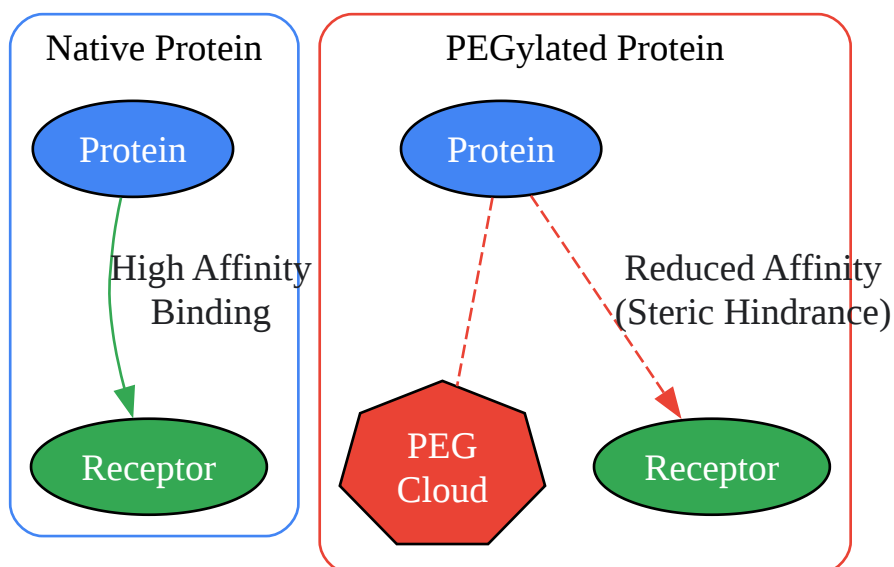 Native Protein
Protein
High Affinity
Binding
Receptor
PEGylated Protein
Protein
Reduced Affinity
(Steric Hindrance)
PEG
Cloud
Receptor